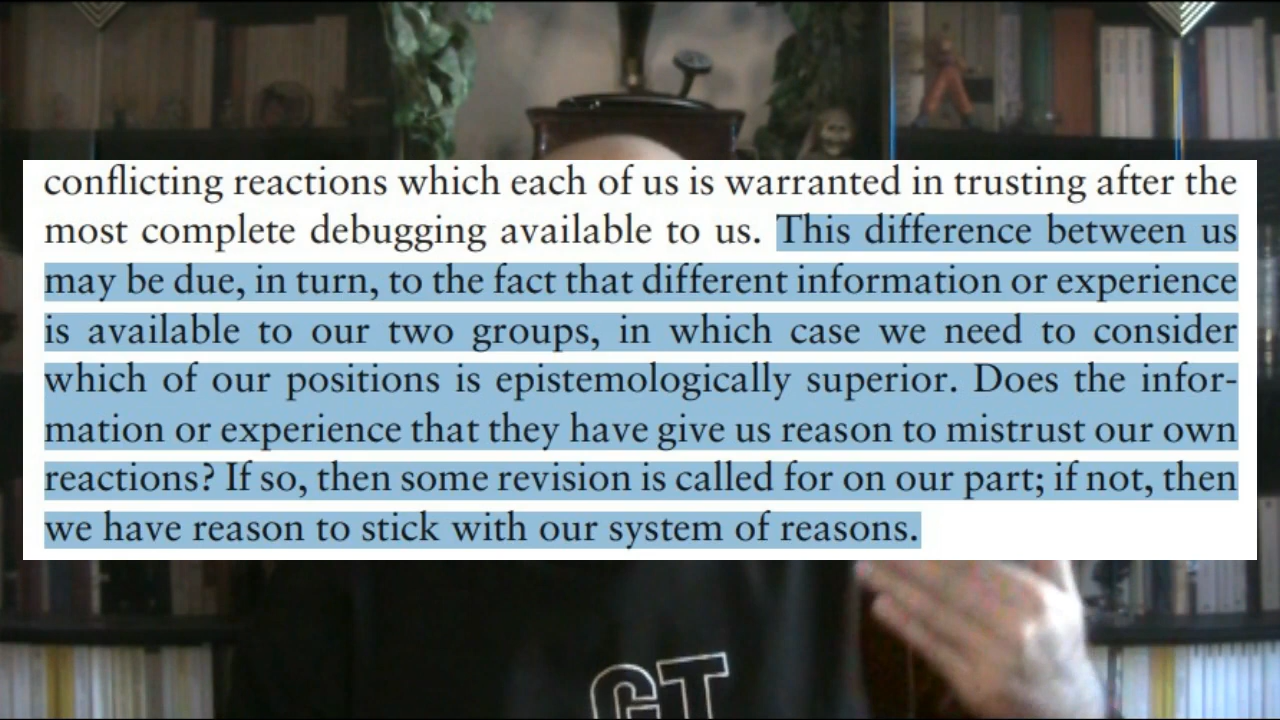 conflicting reactions which each of us is warranted in trusting after the
most complete debugging available to us. This difference between us
may be due, in turn, to the fact that different information or experience
is available to our two groups, in which case we need to consider
which of our positions is epistemologically superior. Does the infor-
mation or experience that they have give us reason to mistrust our own
reactions? If so, then some revision is called for on our part; if not, then
we have reason to stick with our system of reasons.
GT